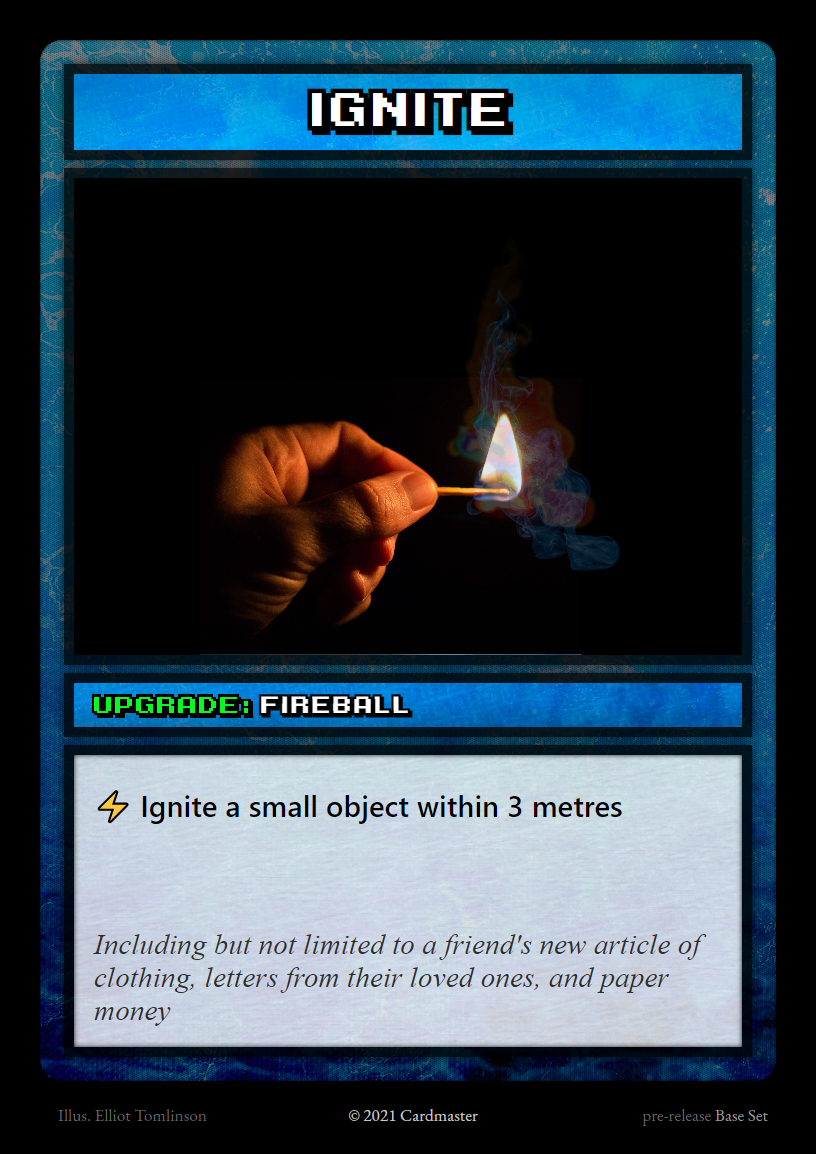 IGNITE
UPGRADE: FIREBALL
⚡ Ignite a small object within 3 metres
Including but not limited to a friend's new article of
clothing, letters from their loved ones, and paper
money
Illus. Elliot Tomlinson © 2021 Cardmaster pre-release Base Set